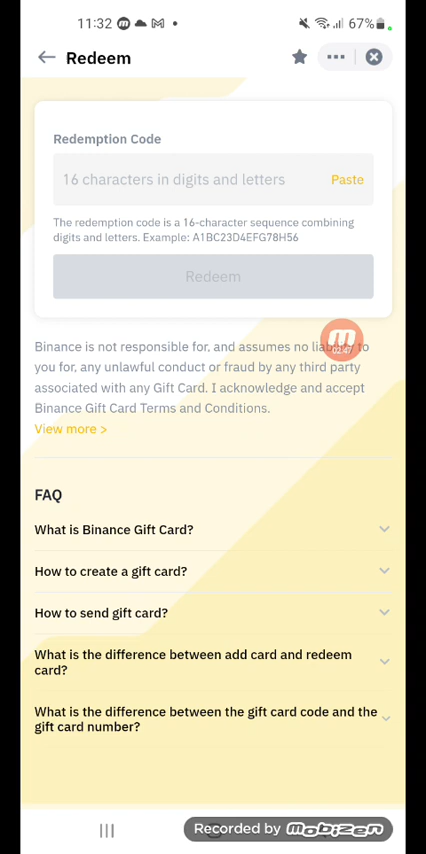 11:32
67%
Redeem
Redemption Code
16 characters in digits and letters Paste
The redemption code is a 16-character sequence combining
digits and letters. Example: A1BC23D4EFG78H56
Redeem
02:47
Binance is not responsible for, and assumes no liability to
you for, any unlawful conduct or fraud by any third party
associated with any Gift Card. I acknowledge and accept
Binance Gift Card Terms and Conditions.
View more >
FAQ
What is Binance Gift Card?
How to create a gift card?
How to send gift card?
What is the difference between add card and redeem
card?
What is the difference between the gift card code and the
gift card number?
Recorded by mobizen